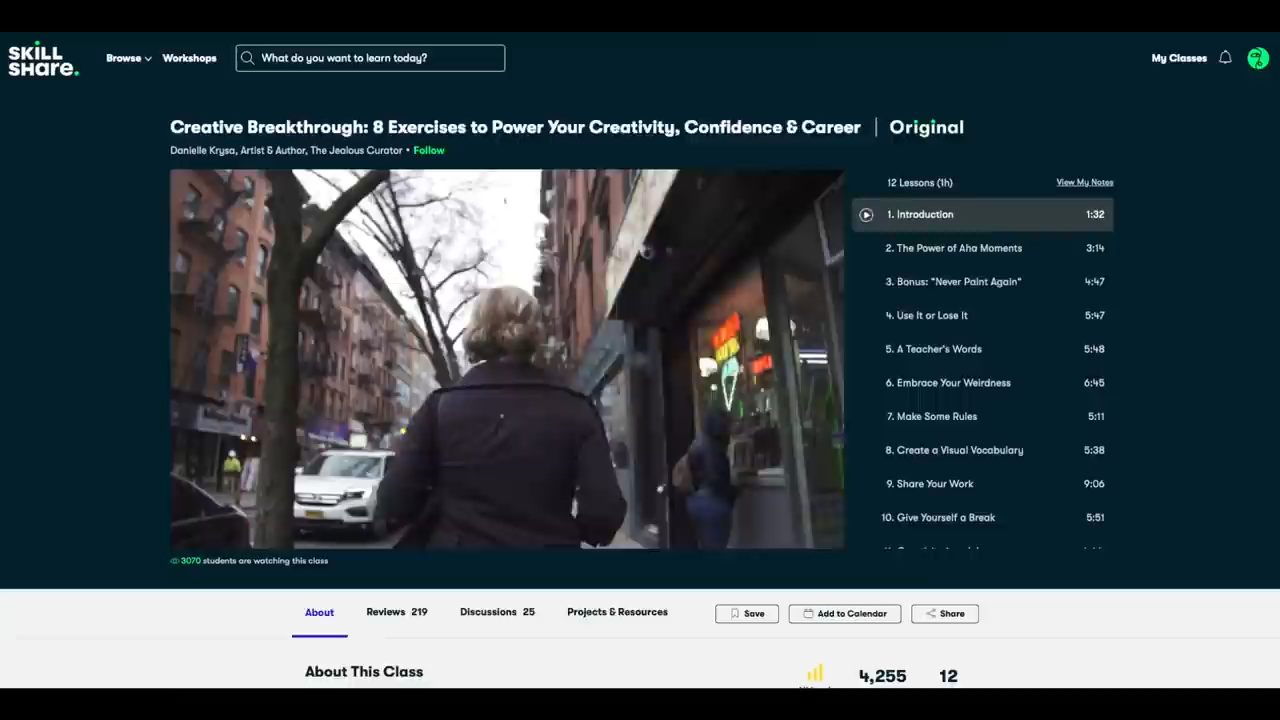 SKiLL
SHare.
Browse
Workshops
What do you want to learn today?
My Classes
Creative Breakthrough: 8 Exercises to Power Your Creativity, Confidence & Career | Original
Danielle Krysa, Artist & Author, The Jealous Curator • Follow
12 Lessons (1h)
View My Notes
1. Introduction 1:32
2. The Power of Aha Moments 3:14
3. Bonus: "Never Paint Again" 4:47
4. Use It or Lose It 5:47
5. A Teacher's Words 5:48
6. Embrace Your Weirdness 6:45
7. Make Some Rules 5:11
8. Create a Visual Vocabulary 5:38
9. Share Your Work 9:06
10. Give Yourself a Break 5:51
3070 students are watching this class
About
Reviews 219
Discussions 25
Projects & Resources
Save
Add to Calendar
Share
About This Class
4,255
12